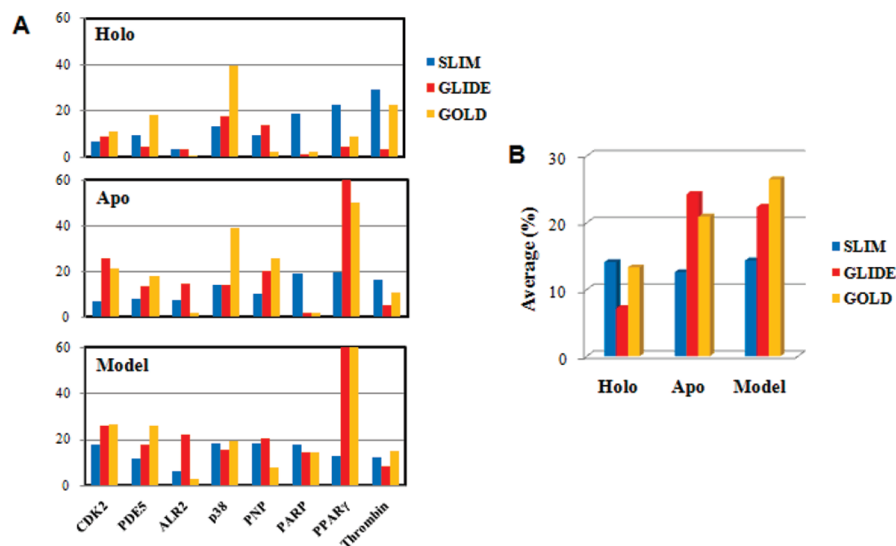 A
60
40
20
0
Holo
SLIM
GLIDE
GOLD
60
40
20
0
Apo
60
40
20
0
Model
CDK2
PDE5
ALR2
p38
PNP
PARP
PPARγ
Thrombin
B
Average (%)
30
20
10
0
Holo Apo Model
SLIM
GLIDE
GOLD